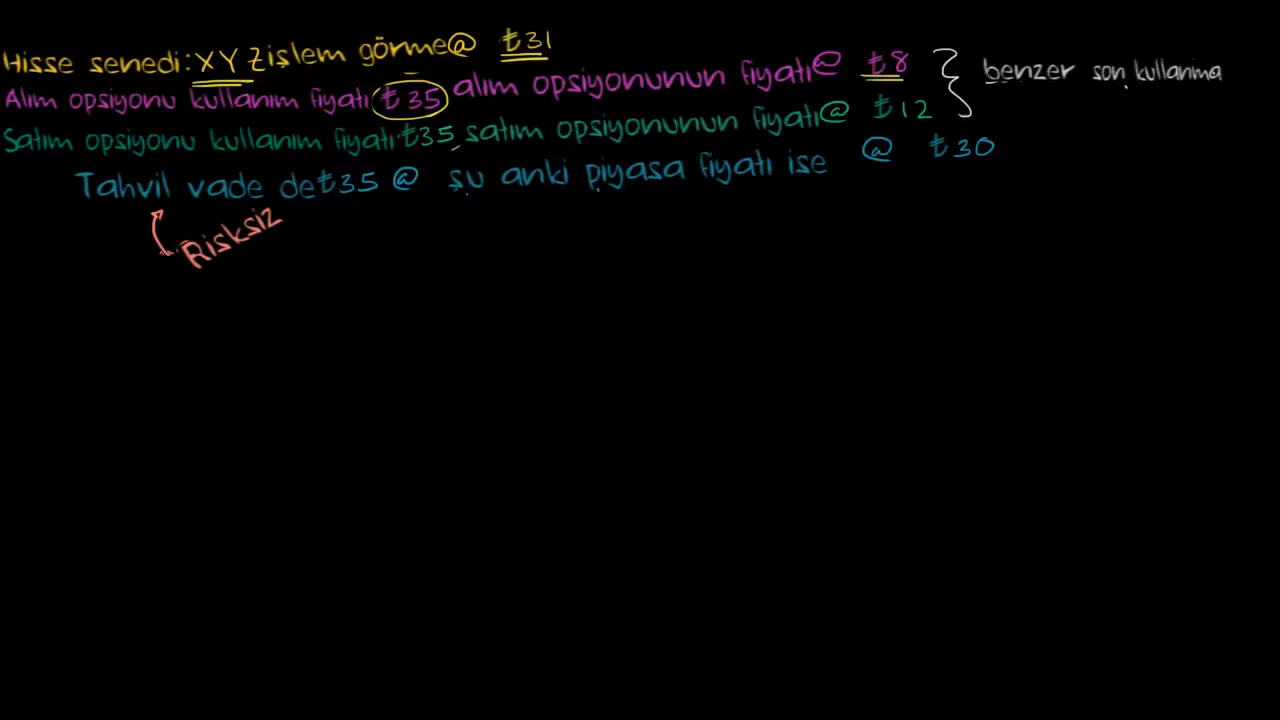 Hisse senedi: XYZ işlem görme@ ₺31
Alım opsiyonu kullanım fiyatı ₺35 alım opsiyonunun fiyatı@ ₺8
benzer son kullanıma
Satım opsiyonu kullanım fiyatı ₺35, satım opsiyonunun fiyatı@ ₺12
Tahvil vade de ₺35 @ şu anki piyasa fiyatı ise @ ₺30
Risksiz